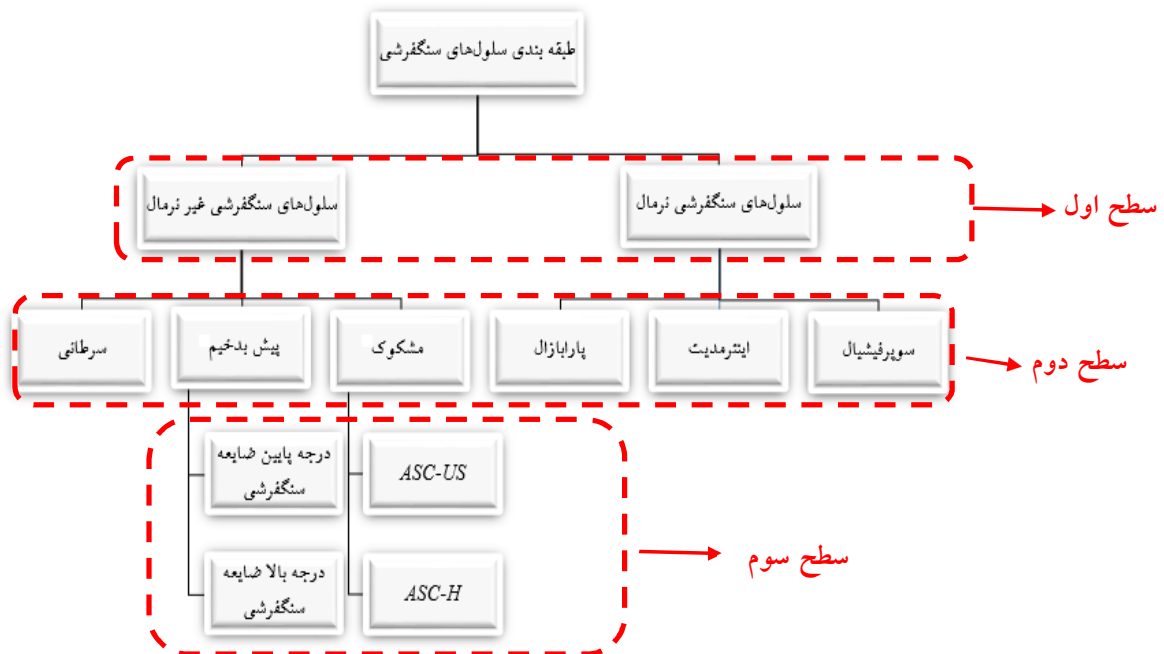 طبقه بندی سلول‌های سنگفرشی
سلول‌های سنگفرشی نرمال
سلول‌های سنگفرشی غیر نرمال
سطح اول
سوپرفیشیال
اینترمدیت
پارابازال
مشکوک
پیش بدخیم
سرطانی
سطح دوم
ASC-US
درجه پایین ضایعه
سنگفرشی
ASC-H
درجه بالا ضایعه
سنگفرشی
سطح سوم